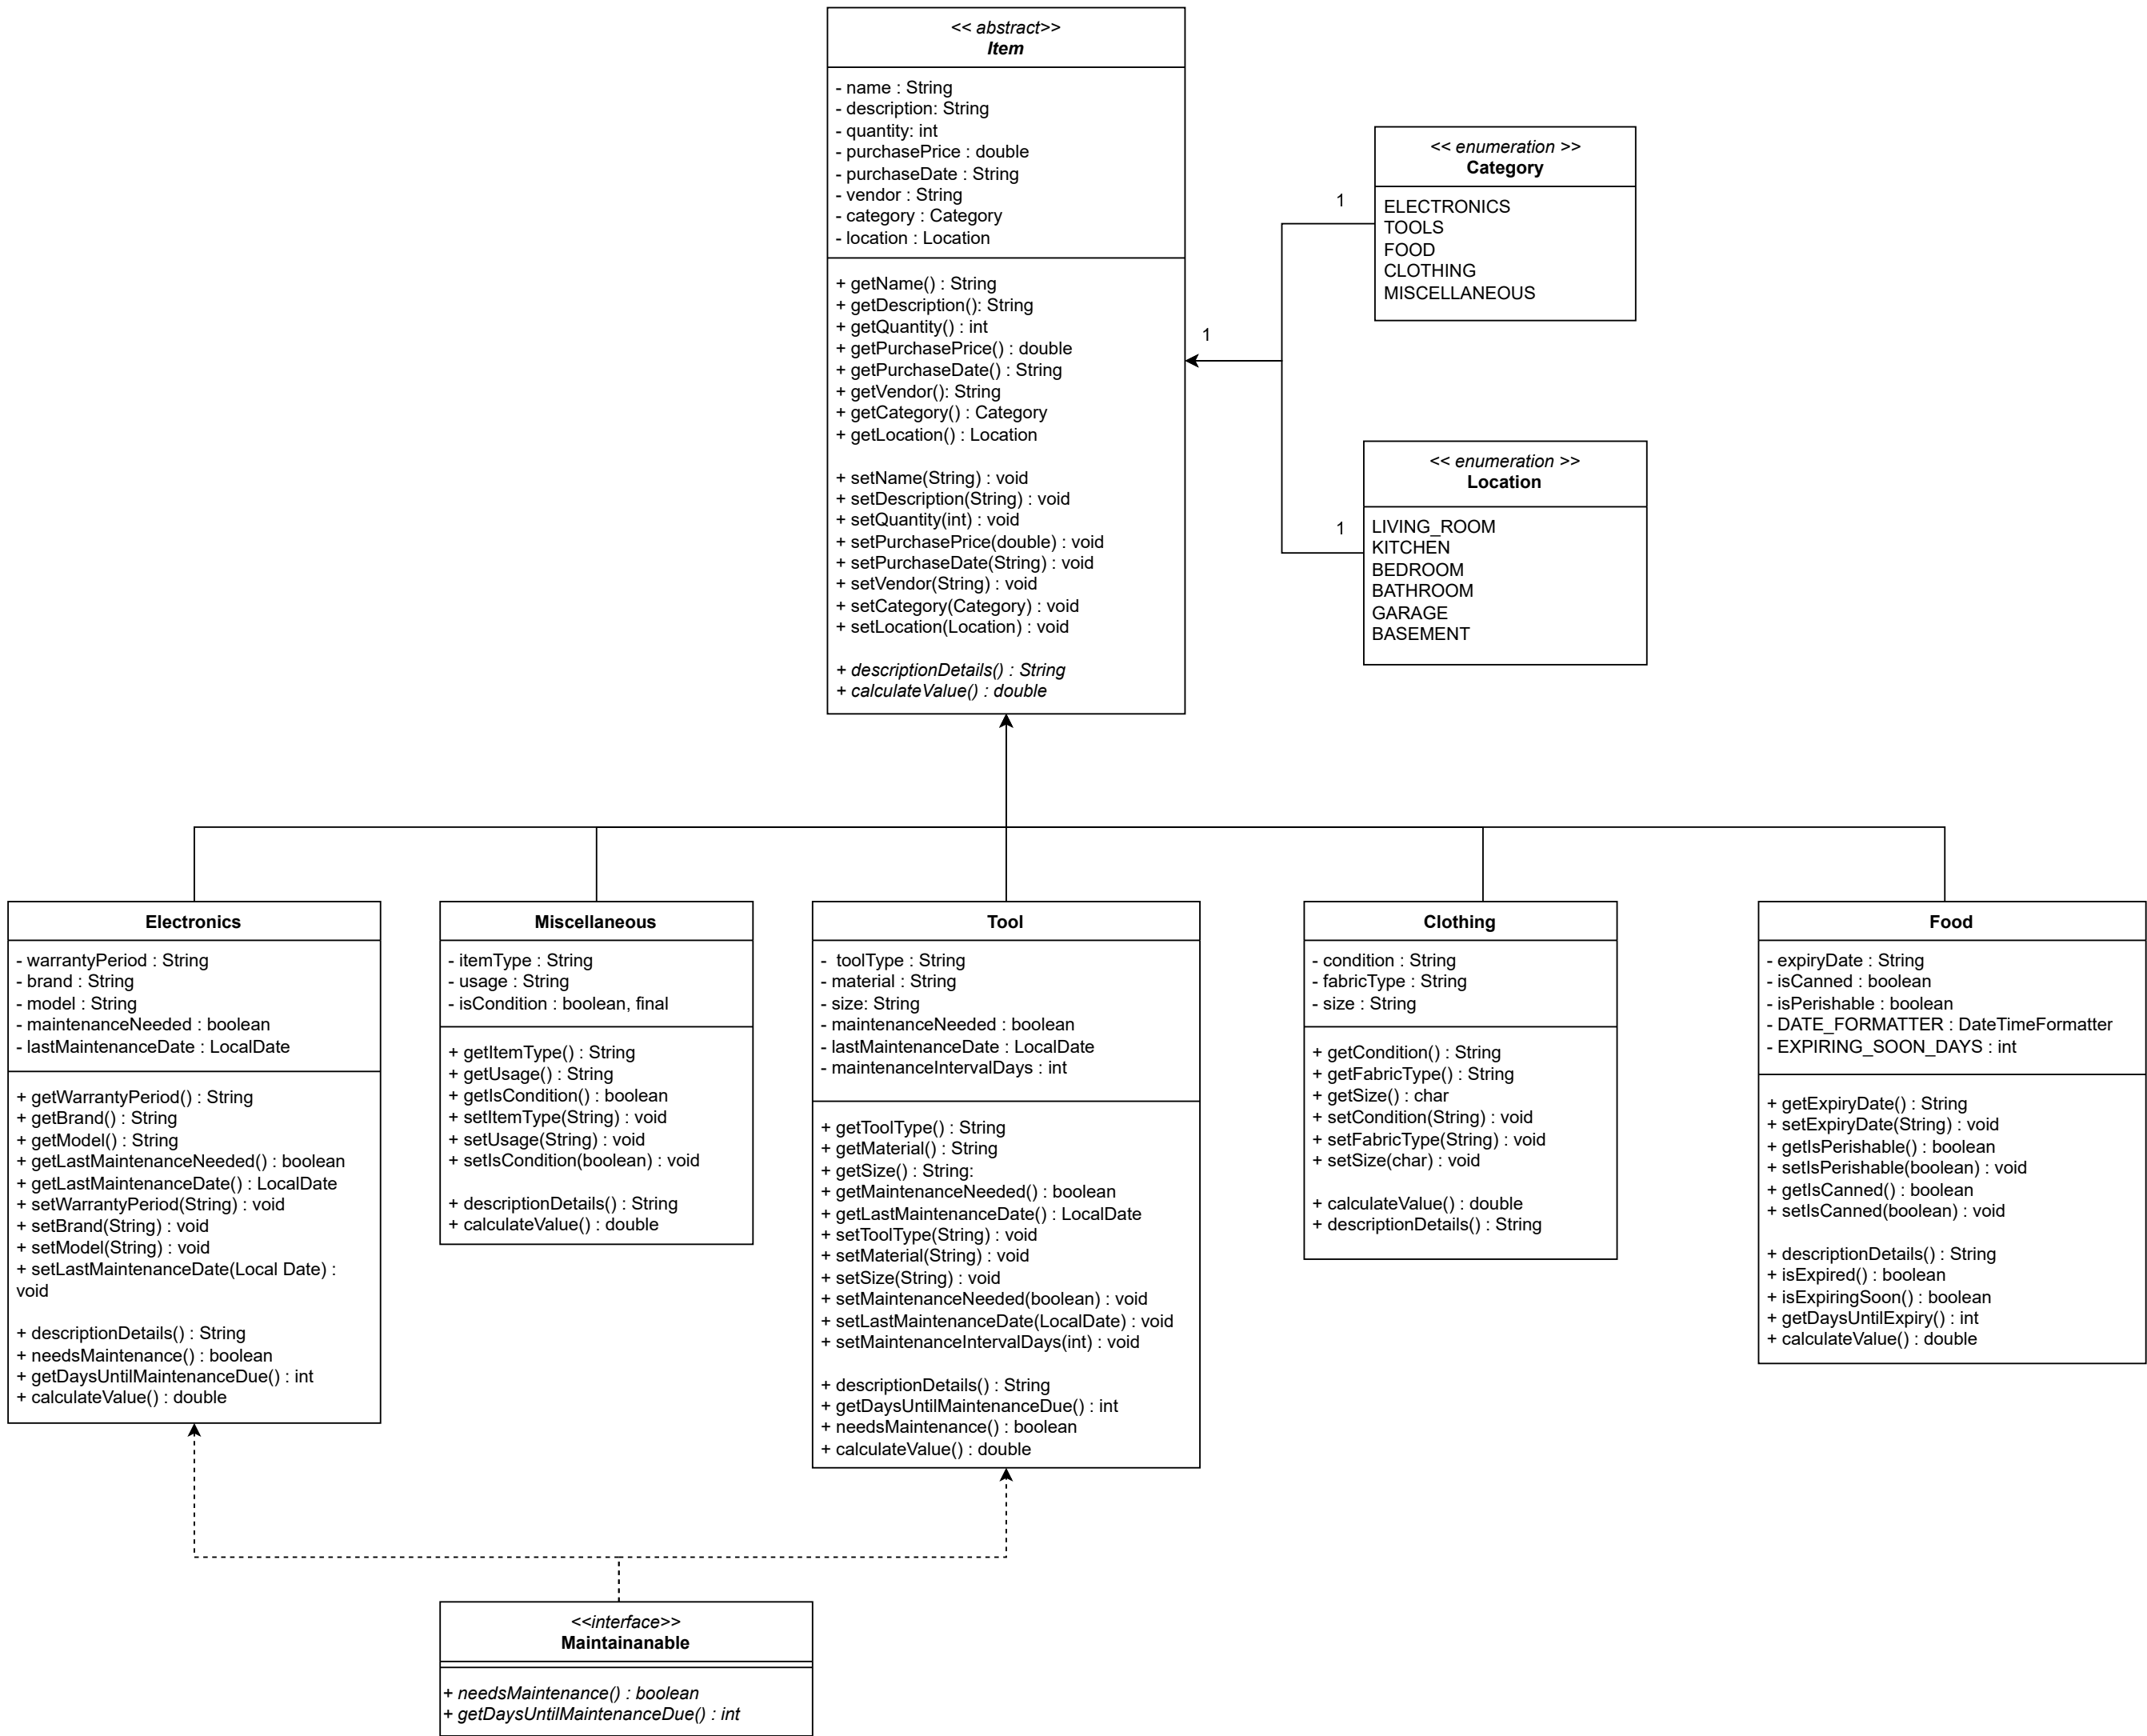 << abstract>>
Item
- name : String
- description: String
- quantity: int
- purchasePrice : double
- purchaseDate : String
- vendor : String
- category : Category
- location : Location
+ getName() : String
+ getDescription(): String
+ getQuantity() : int
+ getPurchasePrice() : double
+ getPurchaseDate() : String
+ getVendor(): String
+ getCategory() : Category
+ getLocation() : Location
+ setName(String) : void
+ setDescription(String) : void
+ setQuantity(int) : void
+ setPurchasePrice(double) : void
+ setPurchaseDate(String) : void
+ setVendor(String) : void
+ setCategory(Category) : void
+ setLocation(Location) : void
+ descriptionDetails() : String
+ calculateValue() : double
1
1
<< enumeration >>
Category
ELECTRONICS
TOOLS
FOOD
CLOTHING
MISCELLANEOUS
1
<< enumeration >>
Location
LIVING_ROOM
KITCHEN
BEDROOM
BATHROOM
GARAGE
BASEMENT
Electronics
- warrantyPeriod : String
- brand : String
- model : String
- maintenanceNeeded : boolean
- lastMaintenanceDate : LocalDate
+ getWarrantyPeriod() : String
+ getBrand() : String
+ getModel() : String
+ getLastMaintenanceNeeded() : boolean
+ getLastMaintenanceDate() : LocalDate
+ setWarrantyPeriod(String) : void
+ setBrand(String) : void
+ setModel(String) : void
+ setLastMaintenanceDate(Local Date) :
void
+ descriptionDetails() : String
+ needsMaintenance() : boolean
+ getDaysUntilMaintenanceDue() : int
+ calculateValue() : double
Miscellaneous
- itemType : String
- usage : String
- isCondition : boolean, final
+ getItemType() : String
+ getUsage() : String
+ getIsCondition() : boolean
+ setItemType(String) : void
+ setUsage(String) : void
+ setIsCondition(boolean) : void
+ descriptionDetails() : String
+ calculateValue() : double
Tool
- toolType : String
- material : String
- size: String
- maintenanceNeeded : boolean
- lastMaintenanceDate : LocalDate
- maintenanceIntervalDays : int
+ getToolType() : String
+ getMaterial() : String
+ getSize() : String:
+ getMaintenanceNeeded() : boolean
+ getLastMaintenanceDate() : LocalDate
+ setToolType(String) : void
+ setMaterial(String) : void
+ setSize(String) : void
+ setMaintenanceNeeded(boolean) : void
+ setLastMaintenanceDate(LocalDate) : void
+ setMaintenanceIntervalDays(int) : void
+ descriptionDetails() : String
+ getDaysUntilMaintenanceDue() : int
+ needsMaintenance() : boolean
+ calculateValue() : double
Clothing
- condition : String
- fabricType : String
- size : String
+ getCondition() : String
+ getFabricType() : String
+ getSize() : char
+ setCondition(String) : void
+ setFabricType(String) : void
+ setSize(char) : void
+ calculateValue() : double
+ descriptionDetails() : String
Food
- expiryDate : String
- isCanned : boolean
- isPerishable : boolean
- DATE_FORMATTER : DateTimeFormatter
- EXPIRING_SOON_DAYS : int
+ getExpiryDate() : String
+ setExpiryDate(String) : void
+ getIsPerishable() : boolean
+ setIsPerishable(boolean) : void
+ getIsCanned() : boolean
+ setIsCanned(boolean) : void
+ descriptionDetails() : String
+ isExpired() : boolean
+ isExpiringSoon() : boolean
+ getDaysUntilExpiry() : int
+ calculateValue() : double
<<interface>>
Maintainanable
+ needsMaintenance() : boolean
+ getDaysUntilMaintenanceDue() : int